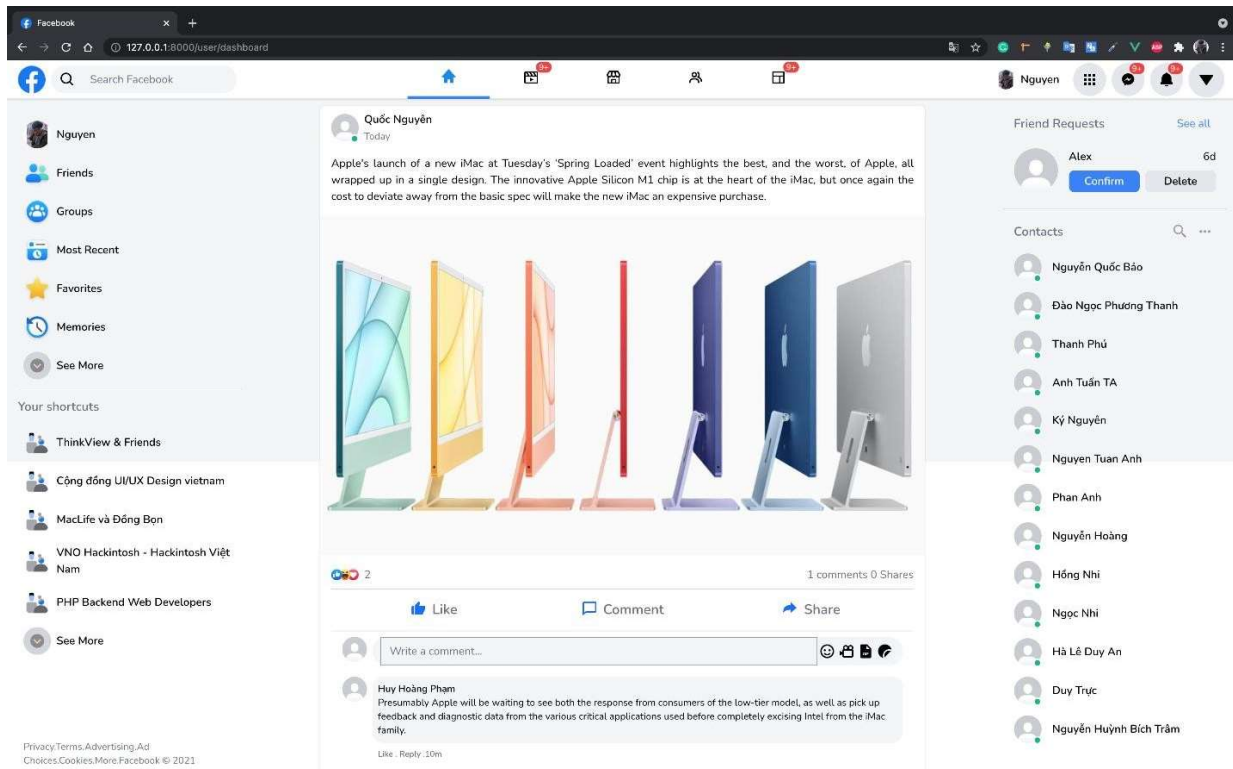 Facebook
127.0.0.1:8000/user/dashboard
Search Facebook
9+
9+
Nguyen
9+
9+
Nguyen
Friends
Groups
Most Recent
Favorites
Memories
See More
Your shortcuts
ThinkView & Friends
Cộng đồng UI/UX Design vietnam
MacLife và Đồng Bọn
VNO Hackintosh - Hackintosh Việt
Nam
PHP Backend Web Developers
See More
Privacy.Terms.Advertising.Ad
Choices.Cookies.More.Facebook © 2021
Quốc Nguyên
Today
Apple's launch of a new iMac at Tuesday's 'Spring Loaded' event highlights the best, and the worst, of Apple, all
wrapped up in a single design. The innovative Apple Silicon M1 chip is at the heart of the iMac, but once again the
cost to deviate away from the basic spec will make the new iMac an expensive purchase.
2
1 comments 0 Shares
Like
Comment
Share
Write a comment...
Huy Hoàng Phạm
Presumably Apple will be waiting to see both the response from consumers of the low-tier model, as well as pick up
feedback and diagnostic data from the various critical applications used before completely excising Intel from the iMac
family.
Like . Reply .10m
Friend Requests
See all
Alex
6d
Confirm
Delete
Contacts
Nguyễn Quốc Bảo
Đào Ngọc Phương Thanh
Thanh Phú
Anh Tuấn TA
Ký Nguyên
Nguyen Tuan Anh
Phan Anh
Nguyễn Hoàng
Hồng Nhi
Ngọc Nhi
Hà Lê Duy An
Duy Trực
Nguyễn Huỳnh Bích Trâm